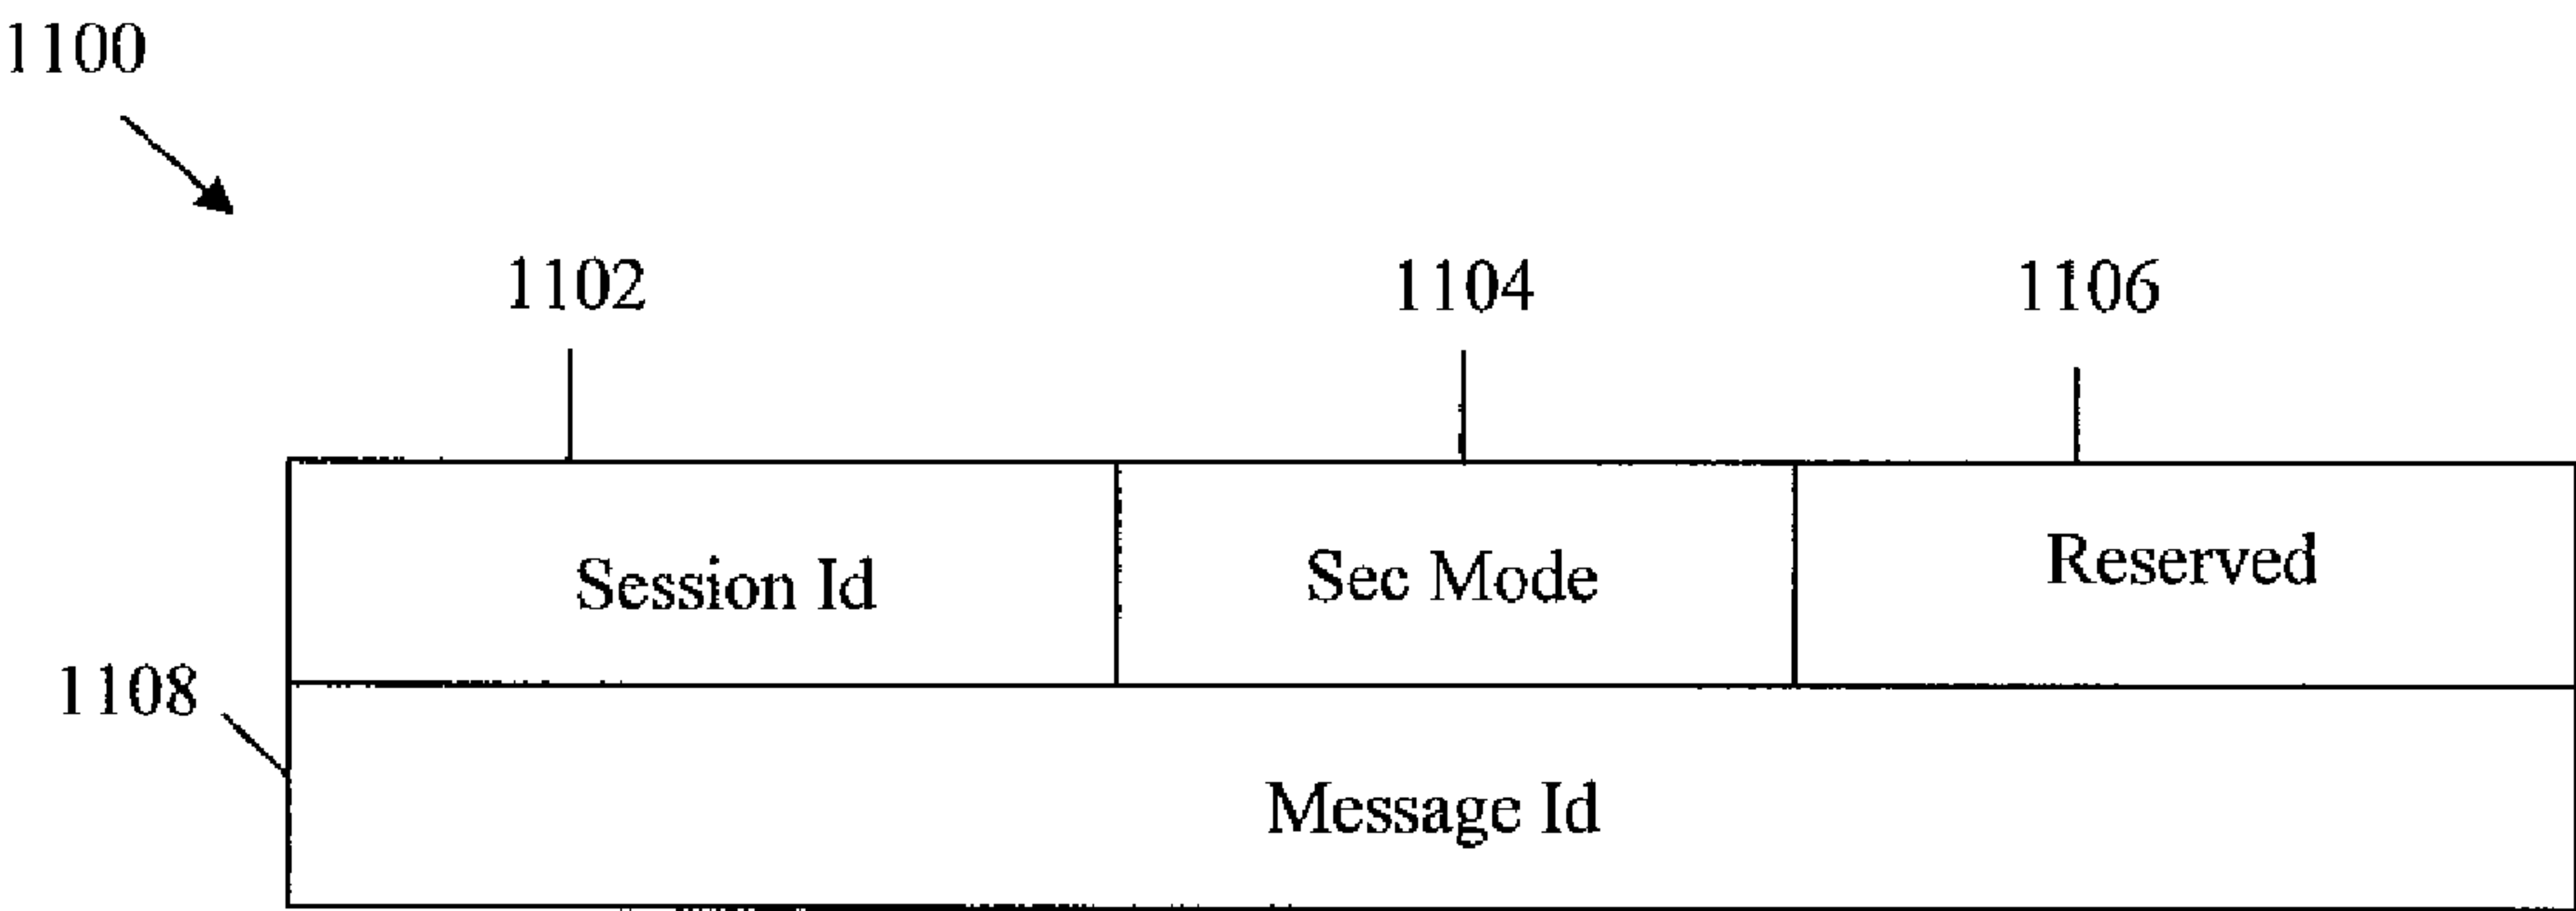 1100
1102 1104 1106
Session Id Sec Mode Reserved
1108
Message Id